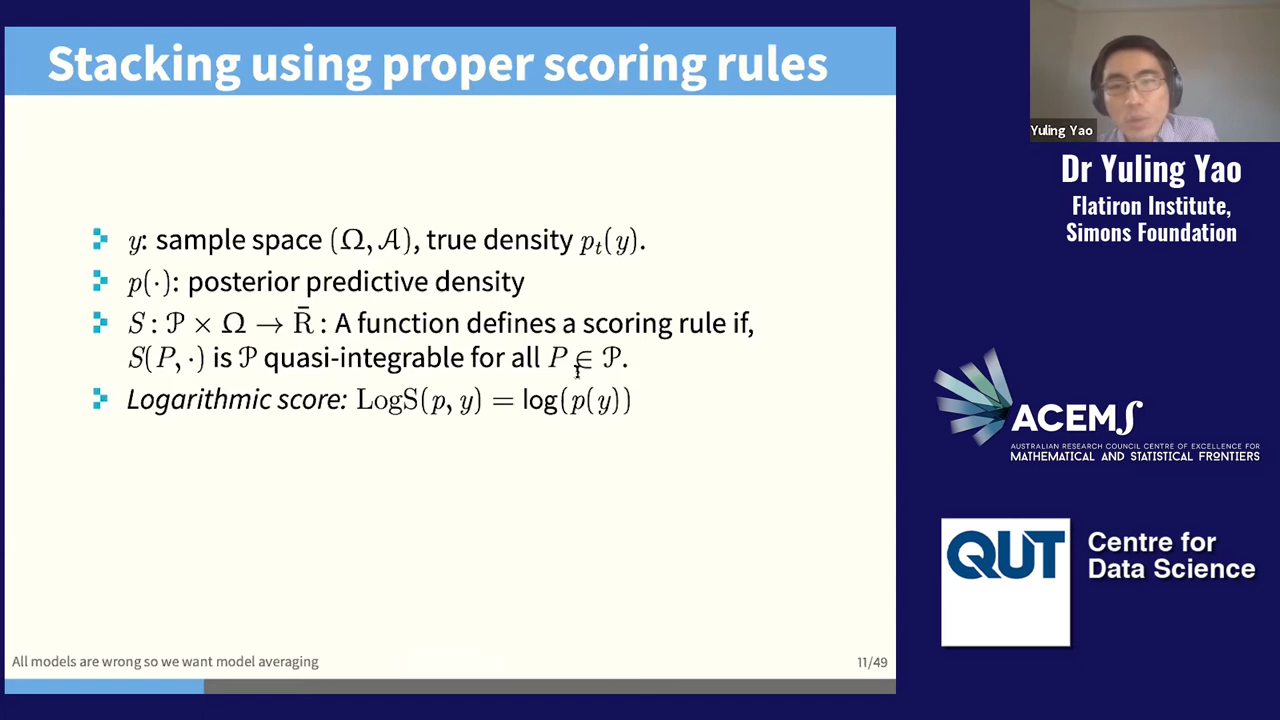 Stacking using proper scoring rules
y: sample space (Ω, 𝒜), true density pₜ(y).
p(·): posterior predictive density
S : 𝒫 × Ω → R̄ : A function defines a scoring rule if,
S(P, ·) is 𝒫 quasi-integrable for all P ∈ 𝒫.
Logarithmic score: LogS(p, y) = log(p(y))
All models are wrong so we want model averaging
11/49
Yuling Yao
Dr Yuling Yao
Flatiron Institute,
Simons Foundation
ACEMS
AUSTRALIAN RESEARCH COUNCIL CENTRE OF EXCELLENCE FOR
MATHEMATICAL AND STATISTICAL FRONTIERS
QUT
Centre for
Data Science